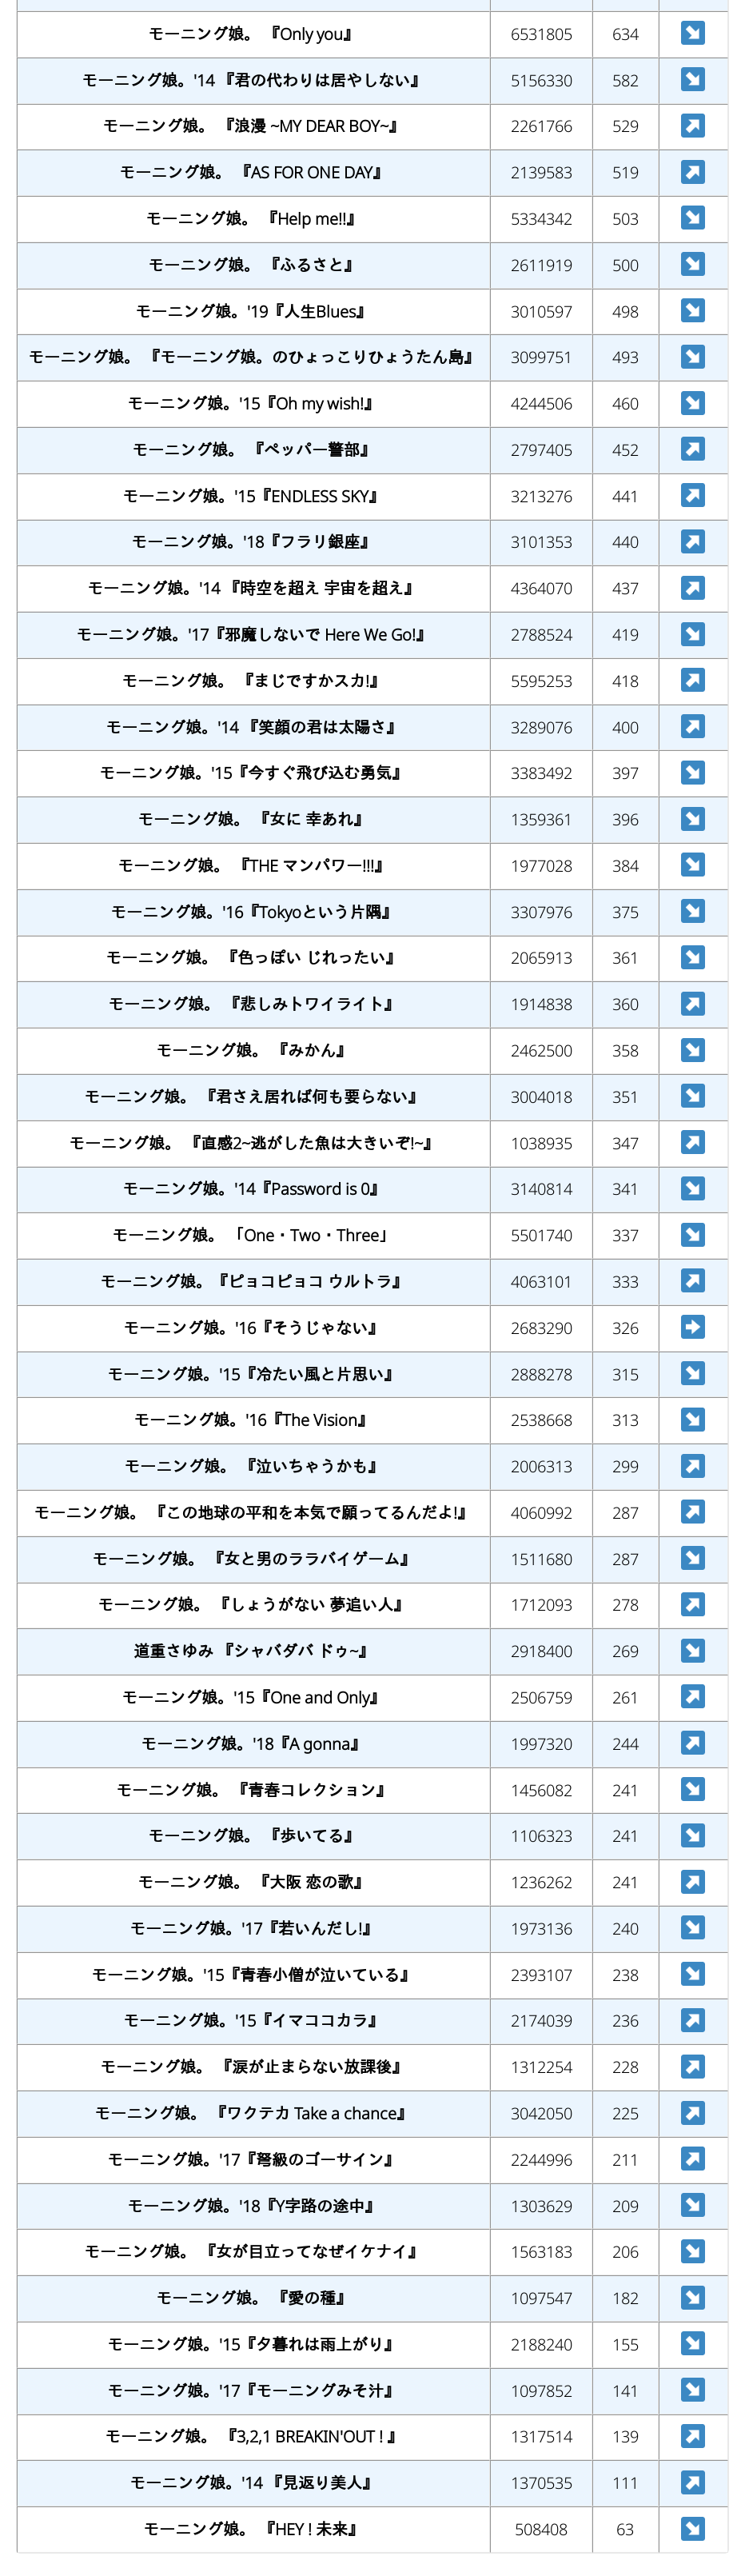 モーニング娘。 『Only you』 6531805 634 ↘
モーニング娘。'14 『君の代わりは居やしない』 5156330 582 ↘
モーニング娘。 『浪漫 ~MY DEAR BOY~』 2261766 529 ↗
モーニング娘。 『AS FOR ONE DAY』 2139583 519 ↗
モーニング娘。 『Help me!!』 5334342 503 ↘
モーニング娘。 『ふるさと』 2611919 500 ↘
モーニング娘。'19『人生Blues』 3010597 498 ↘
モーニング娘。 『モーニング娘。のひょっこりひょうたん島』 3099751 493 ↘
モーニング娘。'15『Oh my wish!』 4244506 460 ↘
モーニング娘。 『ペッパー警部』 2797405 452 ↗
モーニング娘。'15『ENDLESS SKY』 3213276 441 ↗
モーニング娘。'18『フラリ銀座』 3101353 440 ↗
モーニング娘。'14 『時空を超え 宇宙を超え』 4364070 437 ↗
モーニング娘。'17『邪魔しないで Here We Go!』 2788524 419 ↘
モーニング娘。 『まじですかスカ!』 5595253 418 ↗
モーニング娘。'14 『笑顔の君は太陽さ』 3289076 400 ↗
モーニング娘。'15『今すぐ飛び込む勇気』 3383492 397 ↘
モーニング娘。 『女に 幸あれ』 1359361 396 ↘
モーニング娘。 『THE マンパワー!!!』 1977028 384 ↘
モーニング娘。'16『Tokyoという片隅』 3307976 375 ↘
モーニング娘。 『色っぽい じれったい』 2065913 361 ↘
モーニング娘。 『悲しみトワイライト』 1914838 360 ↗
モーニング娘。 『みかん』 2462500 358 ↘
モーニング娘。 『君さえ居れば何も要らない』 3004018 351 ↘
モーニング娘。 『直感2~逃がした魚は大きいぞ!~』 1038935 347 ↗
モーニング娘。'14『Password is 0』 3140814 341 ↘
モーニング娘。 「One・Two・Three」 5501740 337 ↘
モーニング娘。『ピョコピョコ ウルトラ』 4063101 333 ↗
モーニング娘。'16『そうじゃない』 2683290 326 →
モーニング娘。'15『冷たい風と片思い』 2888278 315 ↘
モーニング娘。'16『The Vision』 2538668 313 ↘
モーニング娘。 『泣いちゃうかも』 2006313 299 ↗
モーニング娘。 『この地球の平和を本気で願ってるんだよ!』 4060992 287 ↗
モーニング娘。 『女と男のララバイゲーム』 1511680 287 ↘
モーニング娘。 『しょうがない 夢追い人』 1712093 278 ↗
道重さゆみ 『シャバダバ ドゥ~』 2918400 269 ↘
モーニング娘。'15『One and Only』 2506759 261 ↗
モーニング娘。'18『A gonna』 1997320 244 ↗
モーニング娘。 『青春コレクション』 1456082 241 ↘
モーニング娘。 『歩いてる』 1106323 241 ↘
モーニング娘。 『大阪 恋の歌』 1236262 241 ↗
モーニング娘。'17『若いんだし!』 1973136 240 ↘
モーニング娘。'15『青春小僧が泣いている』 2393107 238 ↘
モーニング娘。'15『イマココカラ』 2174039 236 ↗
モーニング娘。 『涙が止まらない放課後』 1312254 228 ↗
モーニング娘。 『ワクテカ Take a chance』 3042050 225 ↗
モーニング娘。'17『弩級のゴーサイン』 2244996 211 ↗
モーニング娘。'18『Y字路の途中』 1303629 209 ↘
モーニング娘。 『女が目立ってなぜイケナイ』 1563183 206 ↘
モーニング娘。 『愛の種』 1097547 182 ↘
モーニング娘。'15『夕暮れは雨上がり』 2188240 155 ↘
モーニング娘。'17『モーニングみそ汁』 1097852 141 ↘
モーニング娘。 『3,2,1 BREAKIN'OUT ! 』 1317514 139 ↗
モーニング娘。'14 『見返り美人』 1370535 111 ↗
モーニング娘。 『HEY ! 未来』 508408 63 ↘